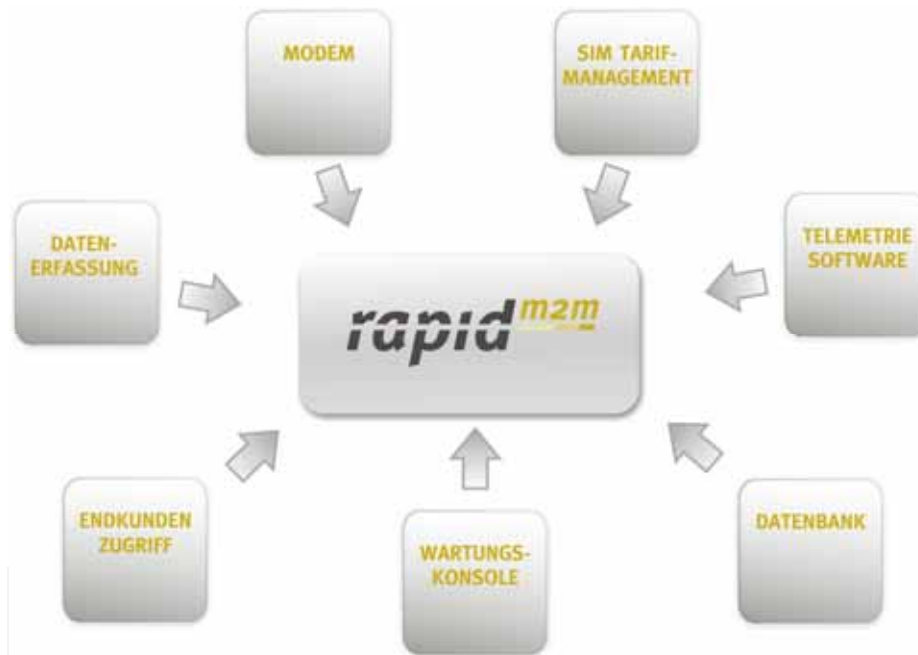 MODEM
SIM TARIF-
MANAGEMENT
DATEN-
ERFASSUNG
TELEMETRIE
SOFTWARE
rapid m2m
ENDKUNDEN
ZUGRIFF
WARTUNGS-
KONSOLE
DATENBANK